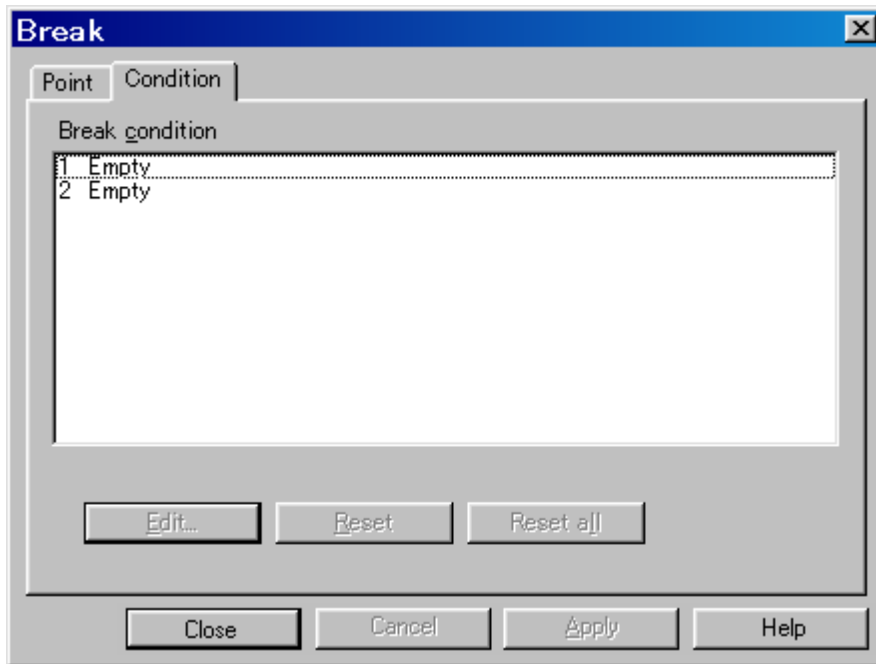 Break
Point Condition
Break condition
1 Empty
2 Empty
Edit... Reset Reset all
Close Cancel Apply Help